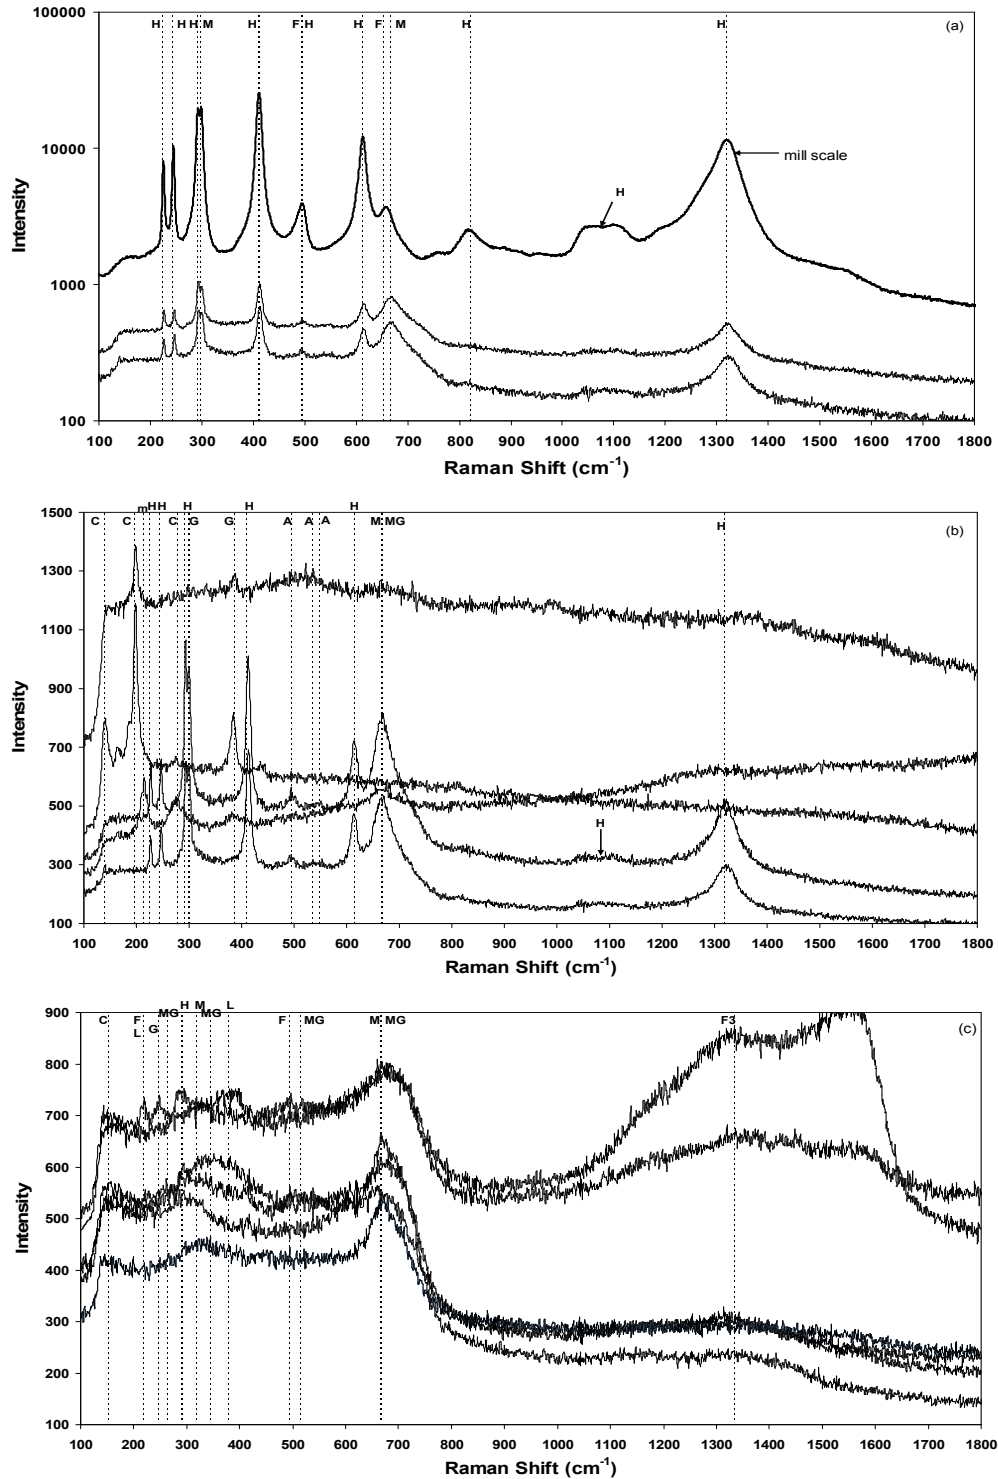 H H H M H F H H F M H H (a)
100000
10000
1000
100
mill scale
H
Intensity
100 200 300 400 500 600 700 800 900 1000 1100 1200 1300 1400 1500 1600 1700 1800
Raman Shift (cm-1)
m H H H H H
C C C G G A A A M MG H (b)
1500
1300
1100
900
700
500
300
100
H
Intensity
100 200 300 400 500 600 700 800 900 1000 1100 1200 1300 1400 1500 1600 1700 1800
Raman Shift (cm-1)
MG H M MG L
C F L G F MG M MG F3 (c)
900
800
700
600
500
400
300
200
100
Intensity
100 200 300 400 500 600 700 800 900 1000 1100 1200 1300 1400 1500 1600 1700 1800
Raman Shift (cm-1)